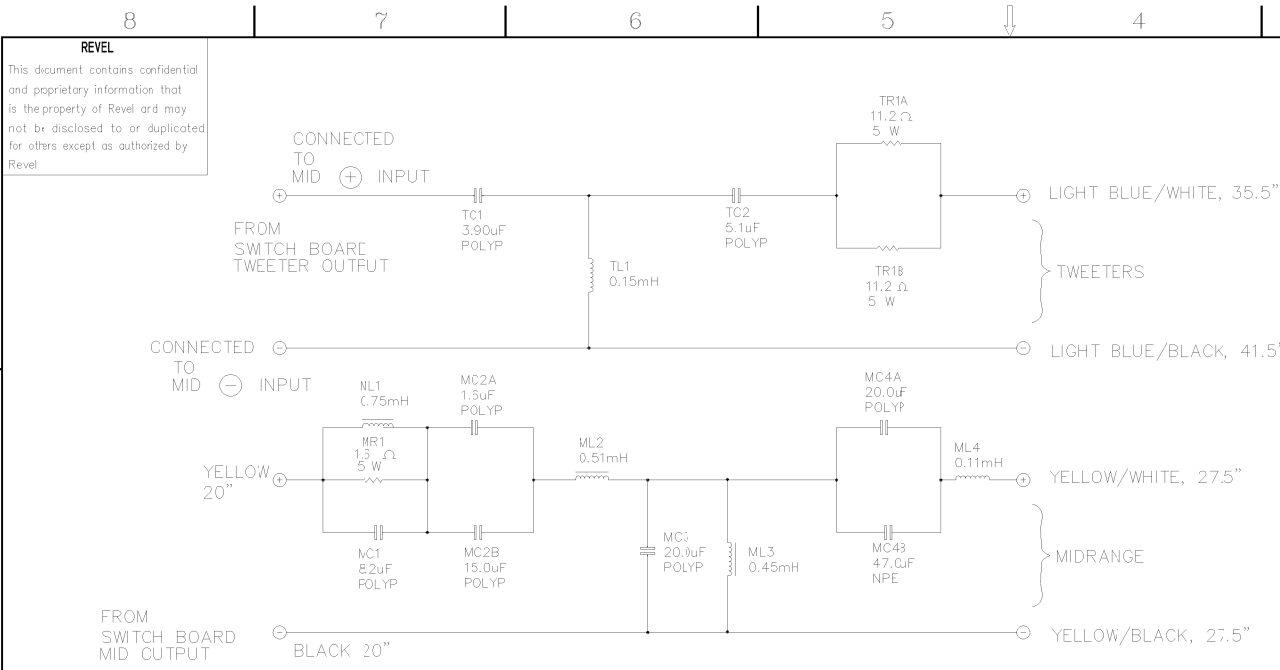 8 7 6 5 4
REVEL
This document contains confidential
and proprietary information that
is the property of Revel and may
not be disclosed to or duplicated
for others except as authorized by
Revel
CONNECTED
TO
MID + INPUT
FROM
SWITCH BOARD
TWEETER OUTPUT
TC1
3.90uF
POLYP
TL1
0.15mH
TC2
5.1uF
POLYP
TR1A
11.2 Ω
5 W
TR1B
11.2 Ω
5 W
LIGHT BLUE/WHITE, 35.5"
TWEETERS
LIGHT BLUE/BLACK, 41.5"
CONNECTED
TO
MID − INPUT
YELLOW
20"
ML1
0.75mH
MR1
5 W
MC1
8.2uF
POLYP
MC2A
POLYP
MC2B
15.0uF
POLYP
ML2
0.51mH
20.0uF
POLYP
ML3
0.45mH
MC4A
20.0uF
POLYP
MC4B
47.0uF
NPE
ML4
0.11mH
YELLOW/WHITE, 27.5"
MIDRANGE
YELLOW/BLACK, 27.5"
FROM
SWITCH BOARD
MID OUTPUT
BLACK 20"